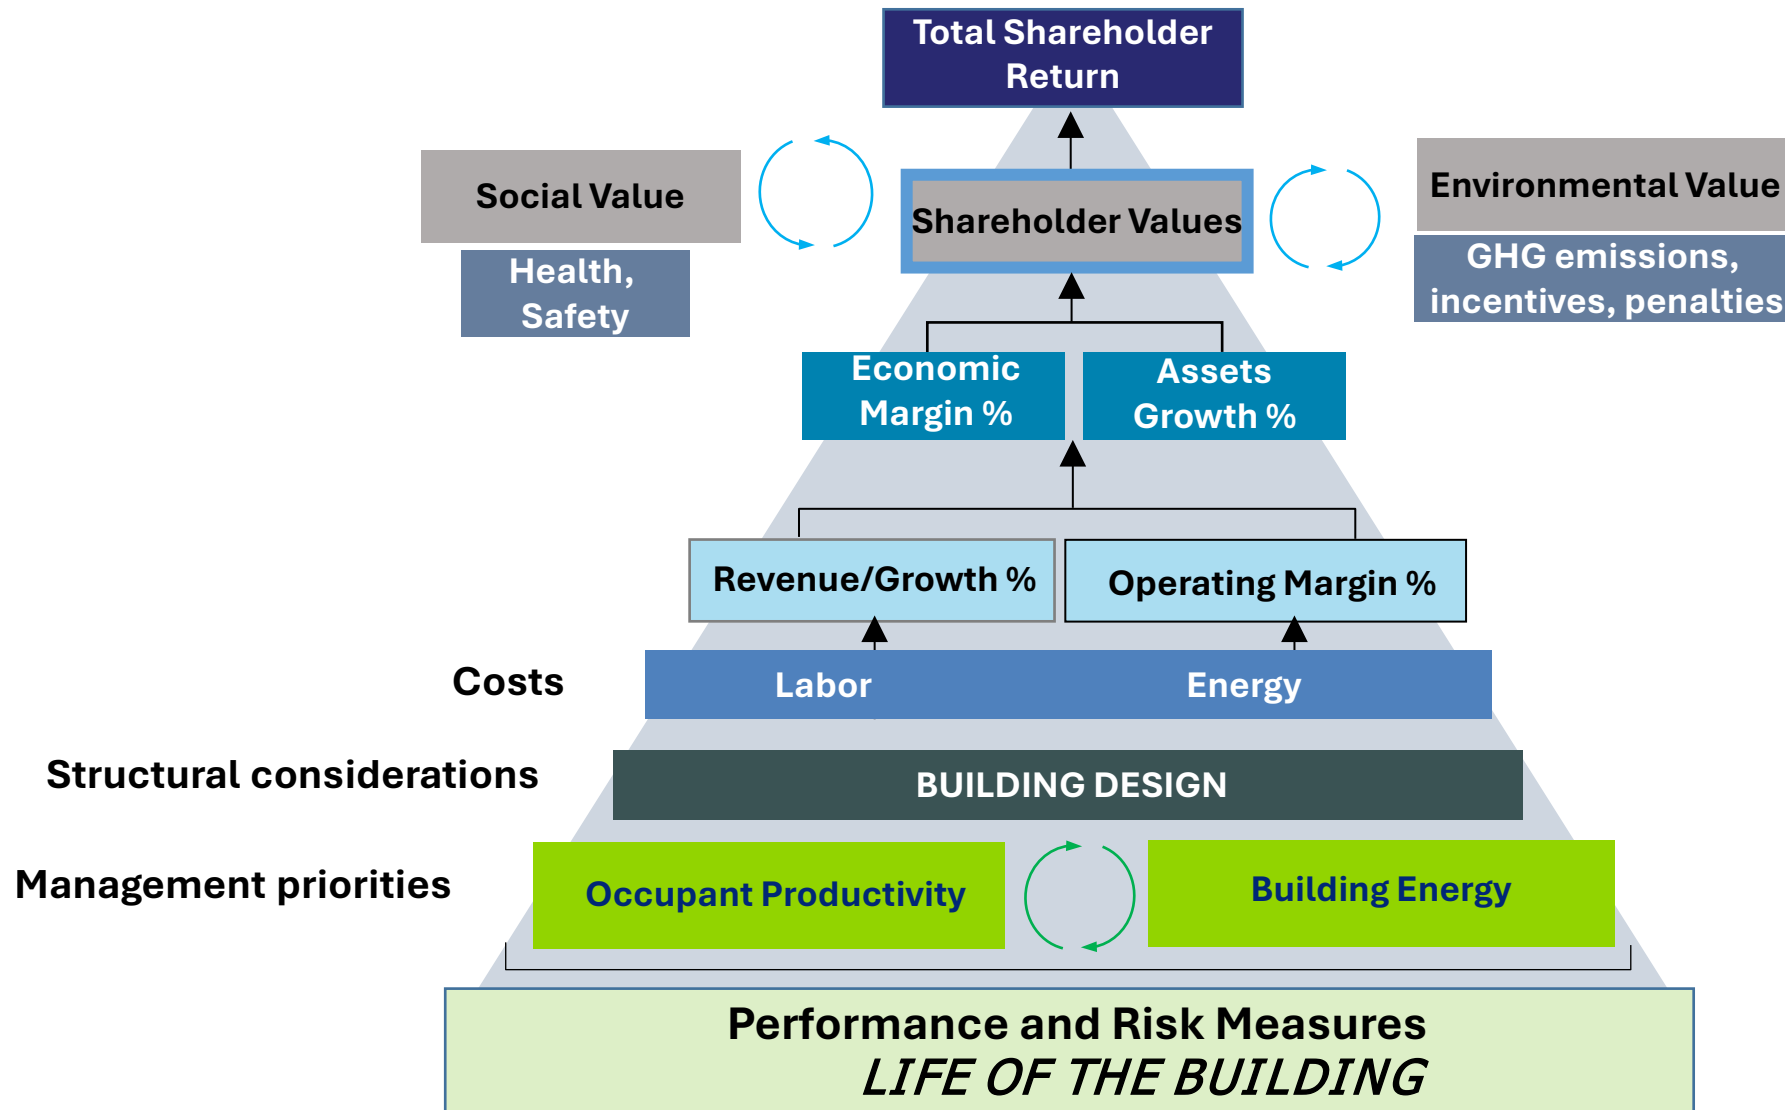 Total Shareholder
Return
Social Value
Shareholder Values
Environmental Value
Health,
Safety
GHG emissions,
incentives, penalties
Economic
Margin %
Assets
Growth %
Revenue/Growth %
Operating Margin %
Costs
Labor
Energy
Structural considerations
BUILDING DESIGN
Management priorities
Occupant Productivity
Building Energy
Performance and Risk Measures
LIFE OF THE BUILDING